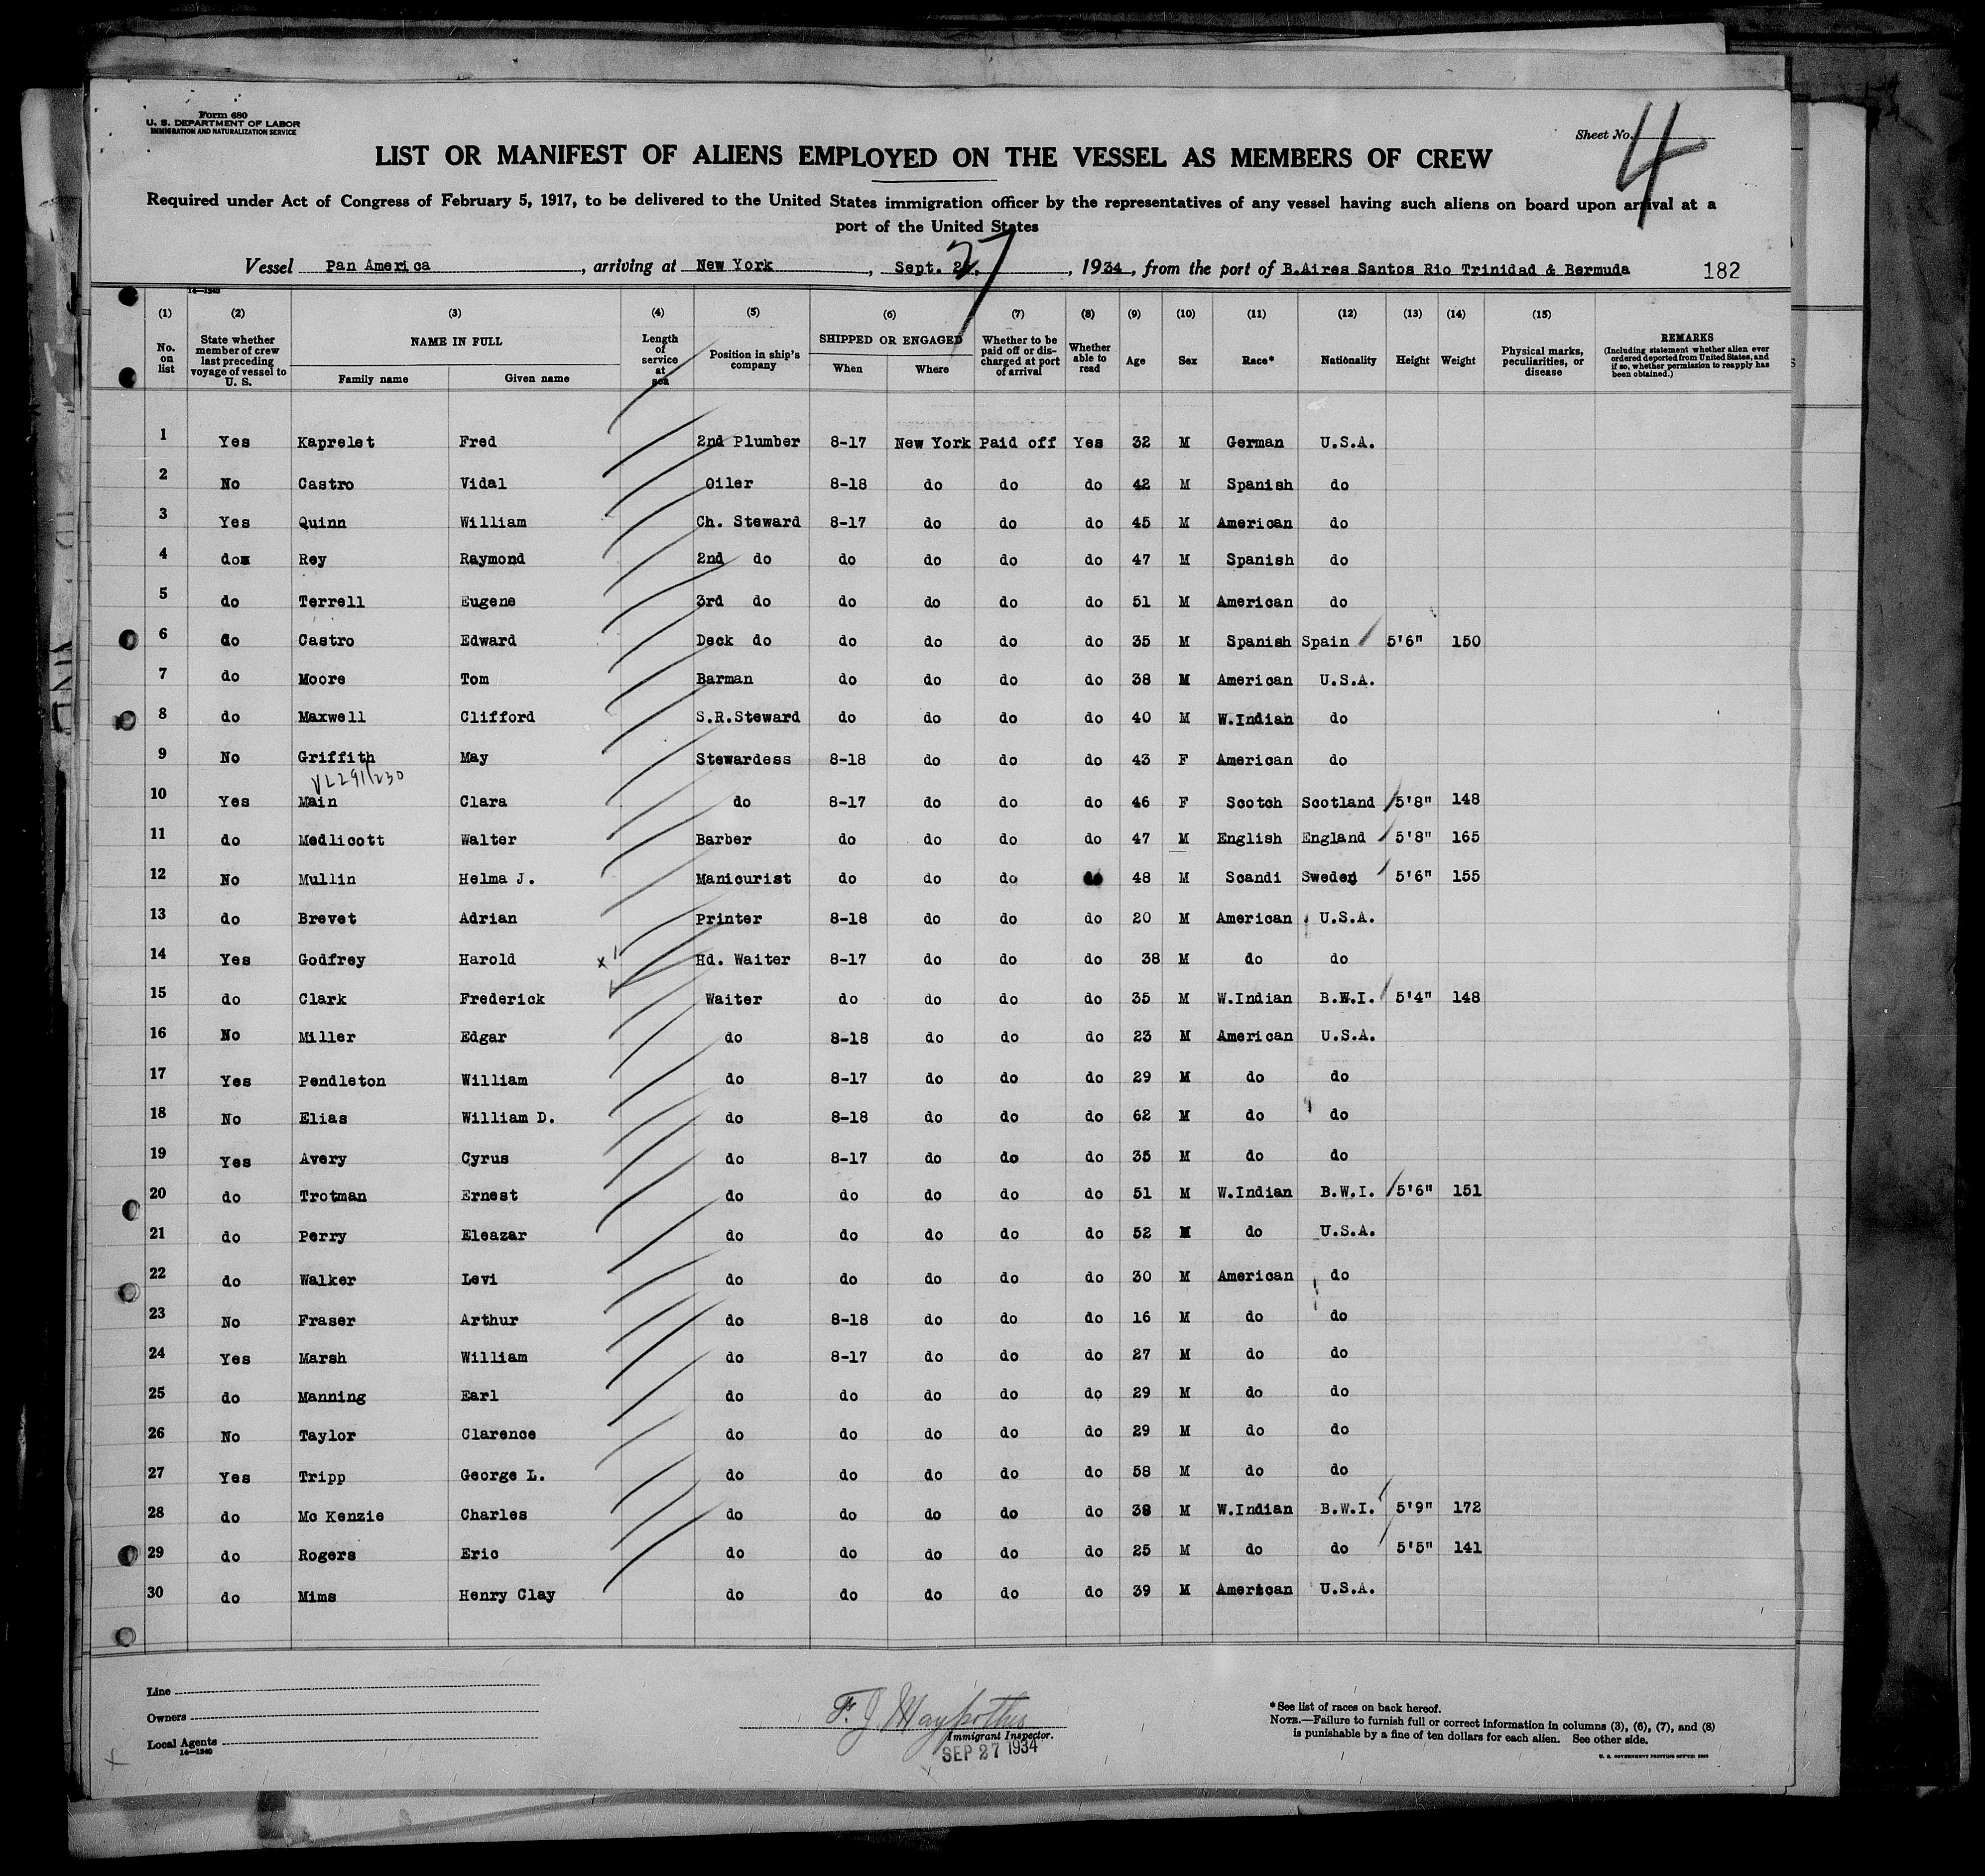 Form 680
U. S. DEPARTMENT OF LABOR
IMMIGRATION AND NATURALIZATION SERVICE
Sheet No. 4
LIST OR MANIFEST OF ALIENS EMPLOYED ON THE VESSEL AS MEMBERS OF CREW
Required under Act of Congress of February 5, 1917, to be delivered to the United States immigration officer by the representatives of any vessel having such aliens on board upon arrival at a
port of the United States
Vessel Pan America, arriving at New York, Sept. 27, 1934, from the port of B.Aires Santos Rio Trinidad & Bermuda 182
14—1240
(1) (2) (3) (4) (5) (6) (7) (8) (9) (10) (11) (12) (13) (14) (15)
No. on list
State whether member of crew last preceding voyage of vessel to U. S.
NAME IN FULL
Family name Given name
Length of service at sea
Position in ship's company
SHIPPED OR ENGAGED
When Where
Whether to be paid off or discharged at port of arrival
Whether able to read
Age Sex Race* Nationality Height Weight
Physical marks, peculiarities, or disease
REMARKS
(Including statement whether alien ever ordered deported from United States, and if so, whether permission to reapply has been obtained.)
1 Yes Kaprelet Fred 2nd Plumber 8-17 New York Paid off Yes 32 M German U.S.A.
2 No Castro Vidal Oiler 8-18 do do do 42 M Spanish do
3 Yes Quinn William Ch. Steward 8-17 do do do 45 M American do
4 do Rey Raymond 2nd do do do do do 47 M Spanish do
5 do Terrell Eugene 3rd do do do do do 51 M American do
6 do Castro Edward Deck do do do do do 35 M Spanish Spain 5'6" 150
7 do Moore Tom Barman do do do do 38 M American U.S.A.
8 do Maxwell Clifford S.R.Steward do do do do 40 M W.Indian do
9 No Griffith May Stewardess 8-18 do do do 43 F American do
VL291/230
10 Yes Main Clara do 8-17 do do do 46 F Scotch Scotland 5'8" 148
11 do Medlicott Walter Barber do do do do 47 M English England 5'8" 165
12 No Mullin Helma J. Manicurist do do do do 48 M Scandi Sweden 5'6" 155
13 do Brevet Adrian Printer 8-18 do do do 20 M American U.S.A.
14 Yes Godfrey Harold x Hd. Waiter 8-17 do do do 38 M do do
15 do Clark Frederick Waiter do do do do 35 M W.Indian B.W.I. 5'4" 148
16 No Miller Edgar do 8-18 do do do 23 M American U.S.A.
17 Yes Pendleton William do 8-17 do do do 29 M do do
18 No Elias William D. do 8-18 do do do 62 M do do
19 Yes Avery Cyrus do 8-17 do do do 35 M do do
20 do Trotman Ernest do do do do do 51 M W.Indian B.W.I. 5'6" 151
21 do Perry Eleazar do do do do do 52 M do U.S.A.
22 do Walker Levi do do do do do 30 M American do
23 No Fraser Arthur do 8-18 do do do 16 M do do
24 Yes Marsh William do 8-17 do do do 27 M do do
25 do Manning Earl do do do do do 29 M do do
26 No Taylor Clarence do do do do do 29 M do do
27 Yes Tripp George L. do do do do do 58 M do do
28 do Mc Kenzie Charles do do do do do 38 M W.Indian B.W.I. 5'9" 172
29 do Rogers Eric do do do do do 25 M do do 5'5" 141
30 do Mims Henry Clay do do do do do 39 M American U.S.A.
Line
Owners
Local Agents
14—1240
F. J.
Immigrant Inspector.
SEP 27 1934
*See list of races on back hereof.
NOTE.—Failure to furnish full or correct information in columns (3), (6), (7), and (8)
is punishable by a fine of ten dollars for each alien. See other side.